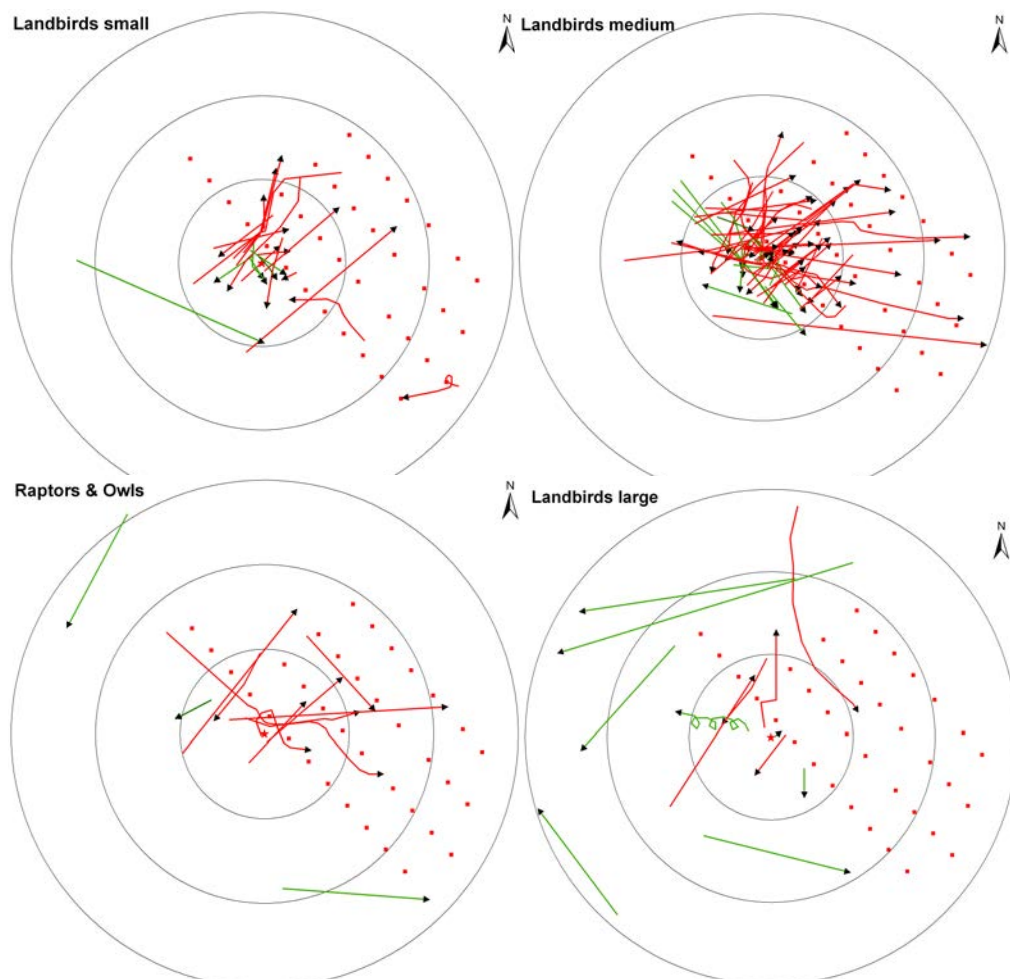 Landbirds small
N
Landbirds medium
N
Raptors & Owls
N
Landbirds large
N